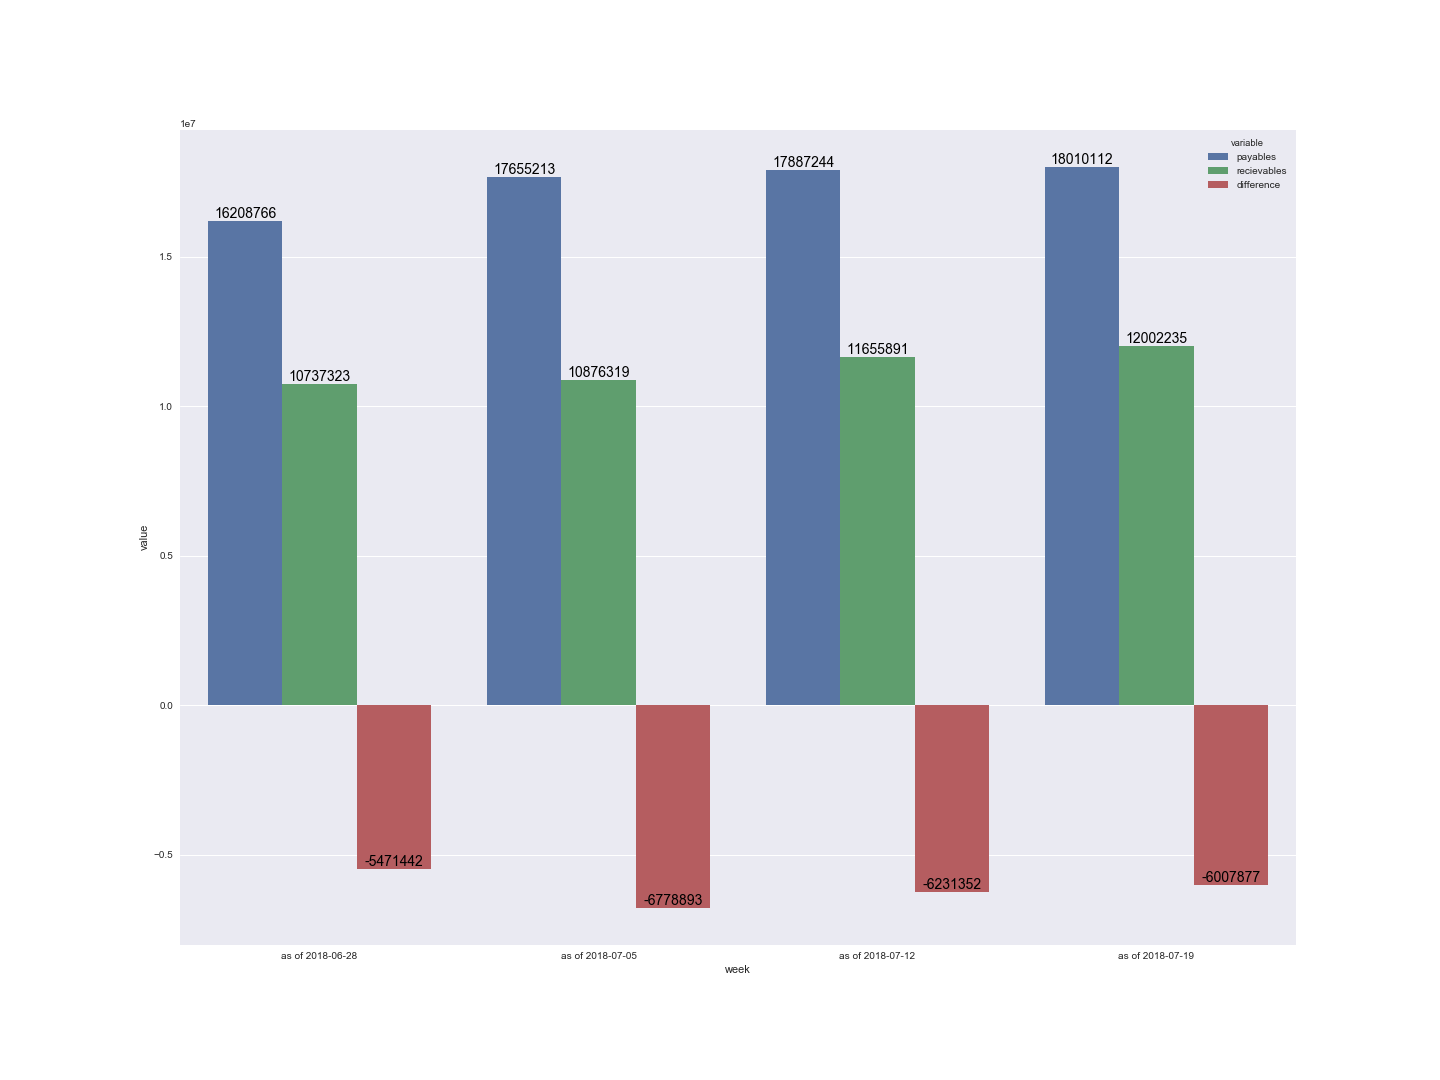 1e7
variable
payables
recievables
difference
18010112
17887244
17655213
16208766
1.5
12002235
11655891
10876319
10737323
1.0
value
0.5
0.0
−0.5
-5471442
-6778893
-6231352
-6007877
as of 2018-06-28
as of 2018-07-05
as of 2018-07-12
as of 2018-07-19
week